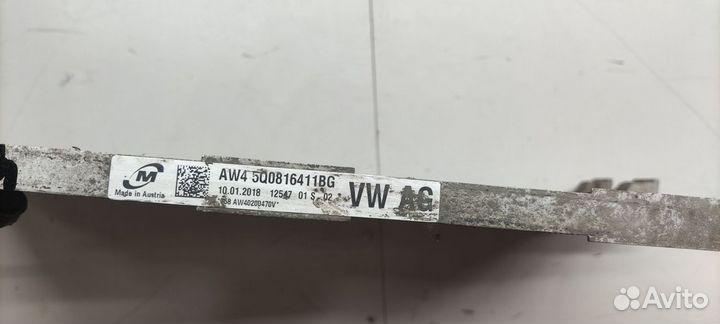 M
Made in Austria
AW4 5Q0816411BG
10.01.2018 12547 01 S 02
AW40200470V*
VW AG
Avito